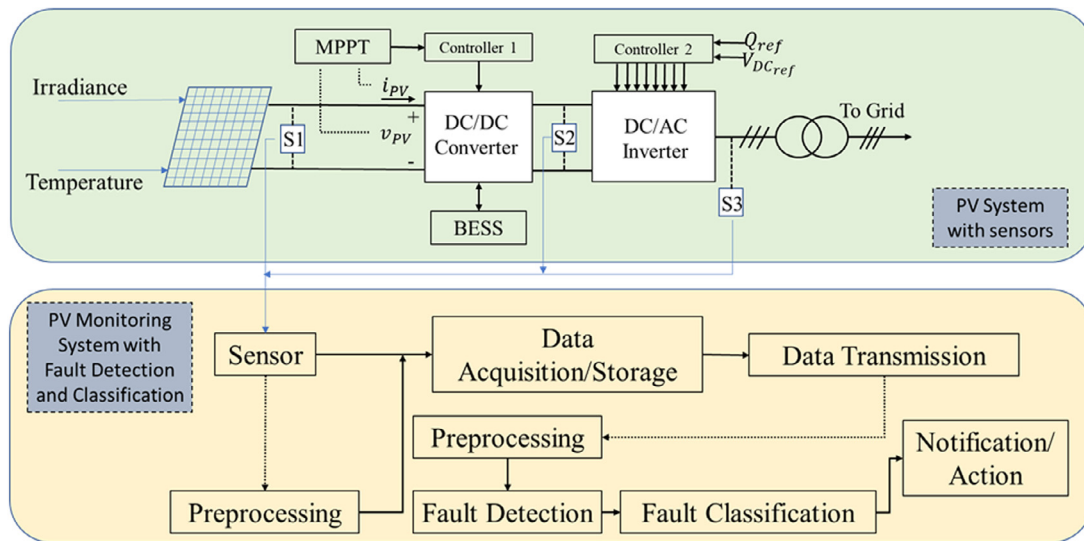 MPPT
Controller 1
Controller 2
Q_ref
V_DC_ref
Irradiance
i_PV
+
To Grid
S1
v_PV
DC/DC
Converter
S2
DC/AC
Inverter
-
Temperature
S3
BESS
PV System
with sensors
PV Monitoring
System with
Fault Detection
and Classification
Sensor
Data
Acquisition/Storage
Data Transmission
Preprocessing
Notification/
Action
Preprocessing
Fault Detection
Fault Classification